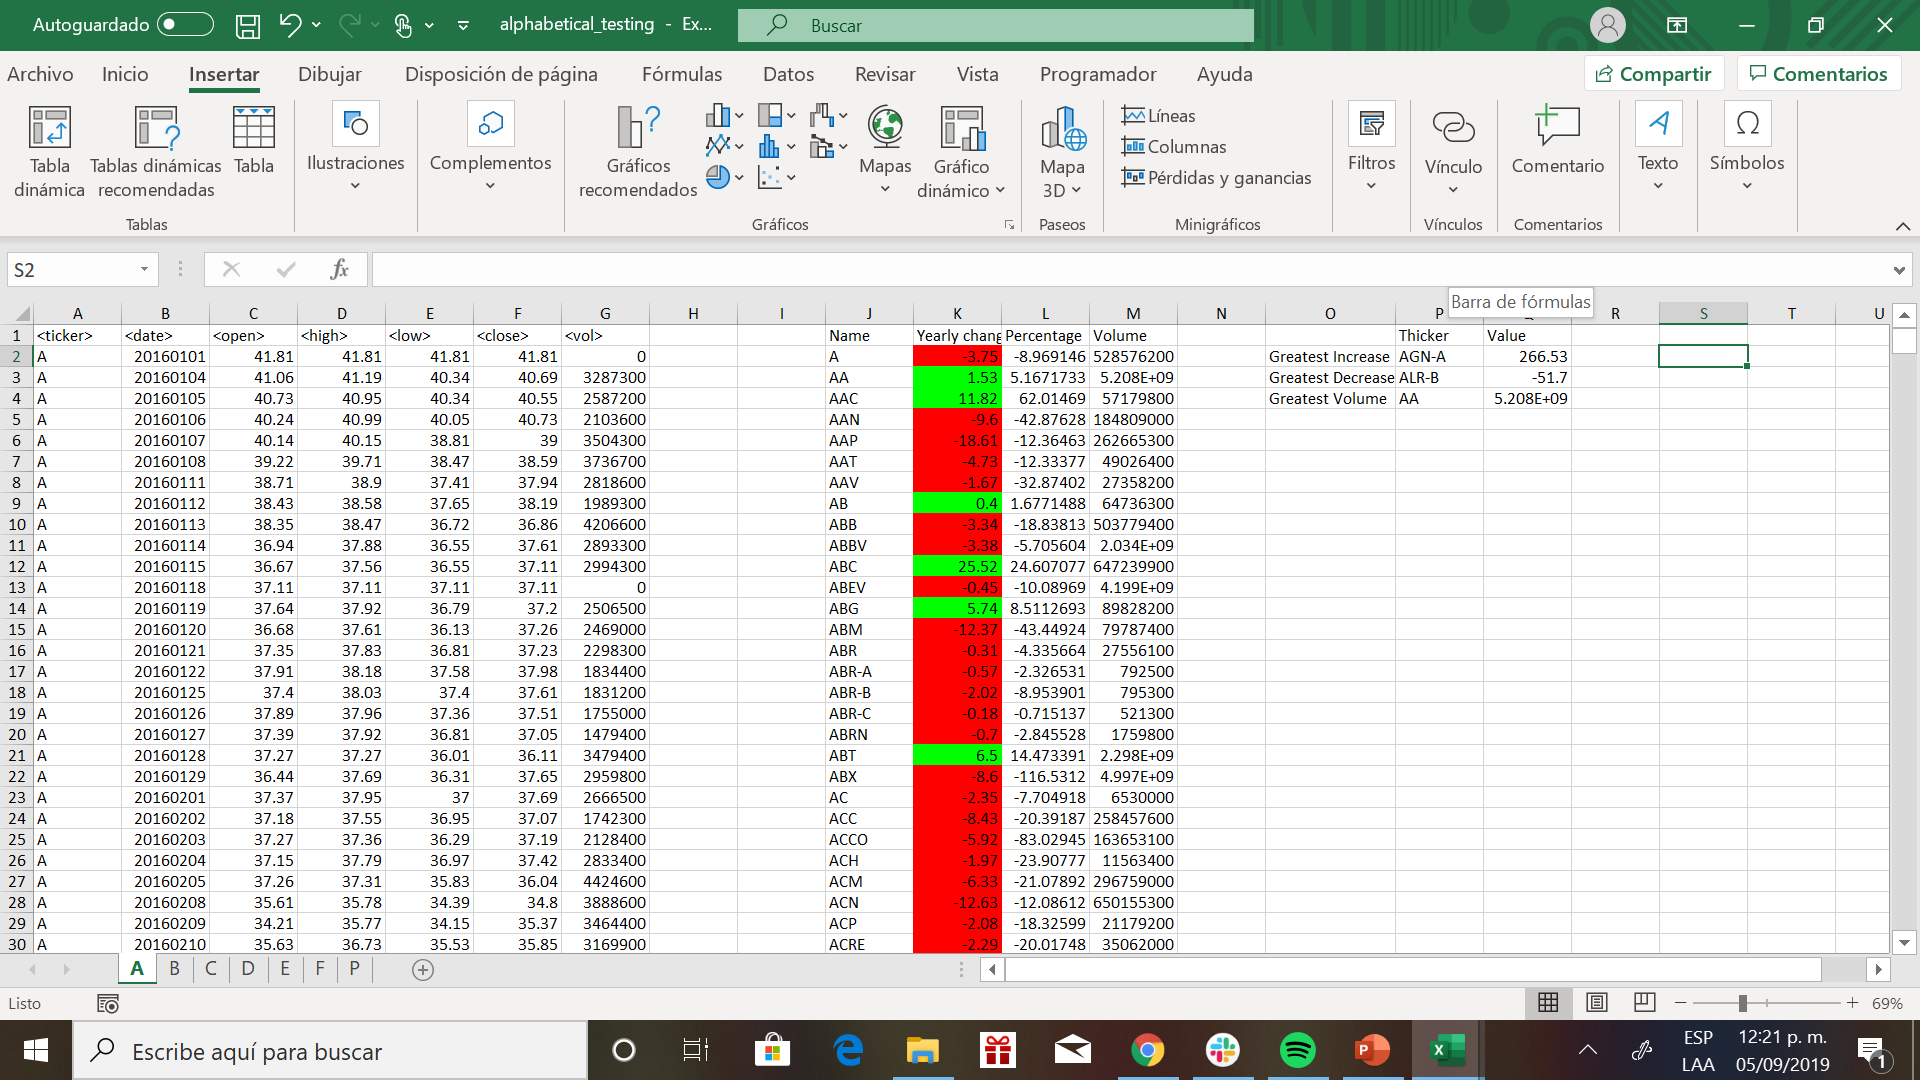 Autoguardado
alphabetical_testing - Ex...
Buscar
Archivo Inicio Insertar Dibujar Disposición de página Fórmulas Datos Revisar Vista Programador Ayuda Compartir Comentarios
Tabla dinámica
Tablas dinámicas recomendadas
Tabla
Ilustraciones
Complementos
Gráficos recomendados
Mapas
Gráfico dinámico
Mapa 3D
Líneas
Columnas
Pérdidas y ganancias
Filtros
Vínculo
Comentario
Texto
Símbolos
Tablas Gráficos Paseos Minigráficos Vínculos Comentarios
S2
fx
Barra de fórmulas
A B C D E F G H I J K L M N O P R S T U
1 <ticker> <date> <open> <high> <low> <close> <vol> Name Yearly chang Percentage Volume Thicker Value
2 A 20160101 41.81 41.81 41.81 41.81 0 A -3.75 -8.969146 528576200 Greatest Increase AGN-A 266.53
3 A 20160104 41.06 41.19 40.34 40.69 3287300 AA 1.53 5.1671733 5.208E+09 Greatest Decrease ALR-B -51.7
4 A 20160105 40.73 40.95 40.34 40.55 2587200 AAC 11.82 62.01469 57179800 Greatest Volume AA 5.208E+09
5 A 20160106 40.24 40.99 40.05 40.73 2103600 AAN -9.6 -42.87628 184809000
6 A 20160107 40.14 40.15 38.81 39 3504300 AAP -18.61 -12.36463 262665300
7 A 20160108 39.22 39.71 38.47 38.59 3736700 AAT -4.73 -12.33377 49026400
8 A 20160111 38.71 38.9 37.41 37.94 2818600 AAV -1.67 -32.87402 27358200
9 A 20160112 38.43 38.58 37.65 38.19 1989300 AB 0.4 1.6771488 64736300
10 A 20160113 38.35 38.47 36.72 36.86 4206600 ABB -3.34 -18.83813 503779400
11 A 20160114 36.94 37.88 36.55 37.61 2893300 ABBV -3.38 -5.705604 2.034E+09
12 A 20160115 36.67 37.56 36.55 37.11 2994300 ABC 25.52 24.607077 647239900
13 A 20160118 37.11 37.11 37.11 37.11 0 ABEV -0.45 -10.08969 4.199E+09
14 A 20160119 37.64 37.92 36.79 37.2 2506500 ABG 5.74 8.5112693 89828200
15 A 20160120 36.68 37.61 36.13 37.26 2469000 ABM -12.37 -43.44924 79787400
16 A 20160121 37.35 37.83 36.81 37.23 2298300 ABR -0.31 -4.335664 27556100
17 A 20160122 37.91 38.18 37.58 37.98 1834400 ABR-A -0.57 -2.326531 792500
18 A 20160125 37.4 38.03 37.4 37.61 1831200 ABR-B -2.02 -8.953901 795300
19 A 20160126 37.89 37.96 37.36 37.51 1755000 ABR-C -0.18 -0.715137 521300
20 A 20160127 37.39 37.92 36.81 37.05 1479400 ABRN -0.7 -2.845528 1759800
21 A 20160128 37.27 37.27 36.01 36.11 3479400 ABT 6.5 14.473391 2.298E+09
22 A 20160129 36.44 37.69 36.31 37.65 2959800 ABX -8.6 -116.5312 4.997E+09
23 A 20160201 37.37 37.95 37 37.69 2666500 AC -2.35 -7.704918 6530000
24 A 20160202 37.18 37.55 36.95 37.07 1742300 ACC -8.43 -20.39187 258457600
25 A 20160203 37.27 37.36 36.29 37.19 2128400 ACCO -5.92 -83.02945 163653100
26 A 20160204 37.15 37.79 36.97 37.42 2833400 ACH -1.97 -23.90777 11563400
27 A 20160205 37.26 37.31 35.83 36.04 4424600 ACM -6.33 -21.07892 296759000
28 A 20160208 35.61 35.78 34.39 34.8 3888600 ACN -12.63 -12.08612 650155300
29 A 20160209 34.21 35.77 34.15 35.37 3464400 ACP -2.08 -18.32599 21179200
30 A 20160210 35.63 36.73 35.53 35.85 3169900 ACRE -2.29 -20.01748 35062000
A B C D E F P
Listo
69%
Escribe aquí para buscar
ESP
LAA
12:21 p. m.
05/09/2019
1